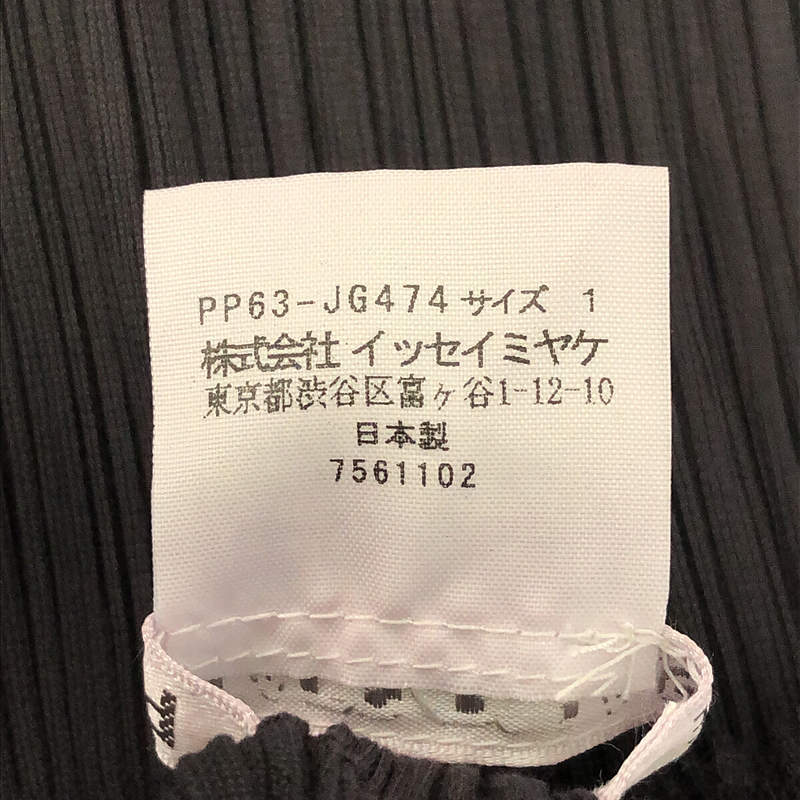 PP63-JG474 サイズ 1
株式会社 イッセイミヤケ
東京都渋谷区富ヶ谷1-12-10
日本製
7561102